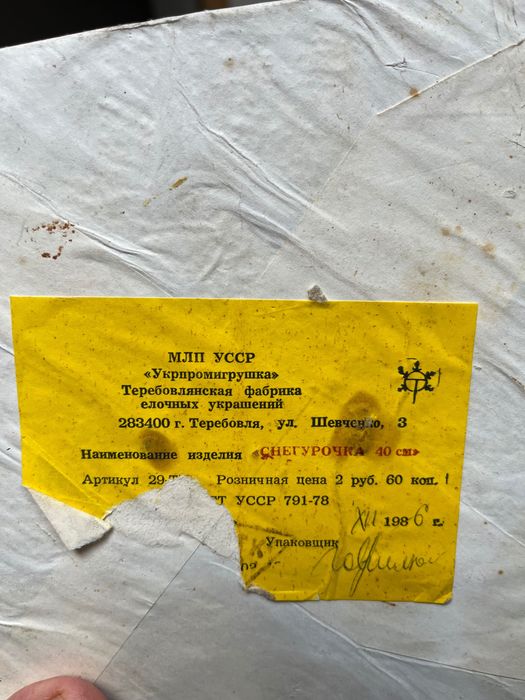 МЛП УССР
«Укрпромигрушка»
Теребовлянская фабрика
елочных украшений
283400 г. Теребовля, ул. Шевченко, 3
Наименование изделия «СНЕГУРОЧКА 40 см»
Артикул 29- Розничная цена 2 руб. 60 коп.
УССР 791-78
XII 1986 г.
Упаковщик